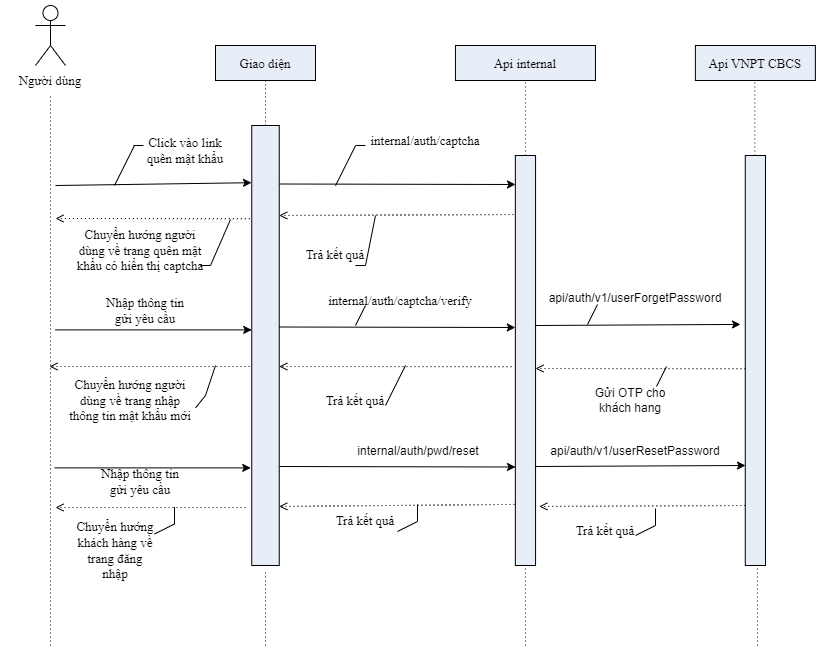 Người dùng
Giao diện
Api internal
Api VNPT CBCS
Click vào link
quên mật khẩu
internal/auth/captcha
Chuyển hướng người
dùng về trang quên mật
khẩu có hiển thị captcha
Trả kết quả
Nhập thông tin
gửi yêu cầu
internal/auth/captcha/verify
api/auth/v1/userForgetPassword
Chuyển hướng người
dùng về trang nhập
thông tin mật khẩu mới
Trả kết quả
Gửi OTP cho
khách hang
internal/auth/pwd/reset
api/auth/v1/userResetPassword
Nhập thông tin
gửi yêu cầu
Chuyển hướng
khách hàng về
trang đăng
nhập
Trả kết quả
Trả kết quả